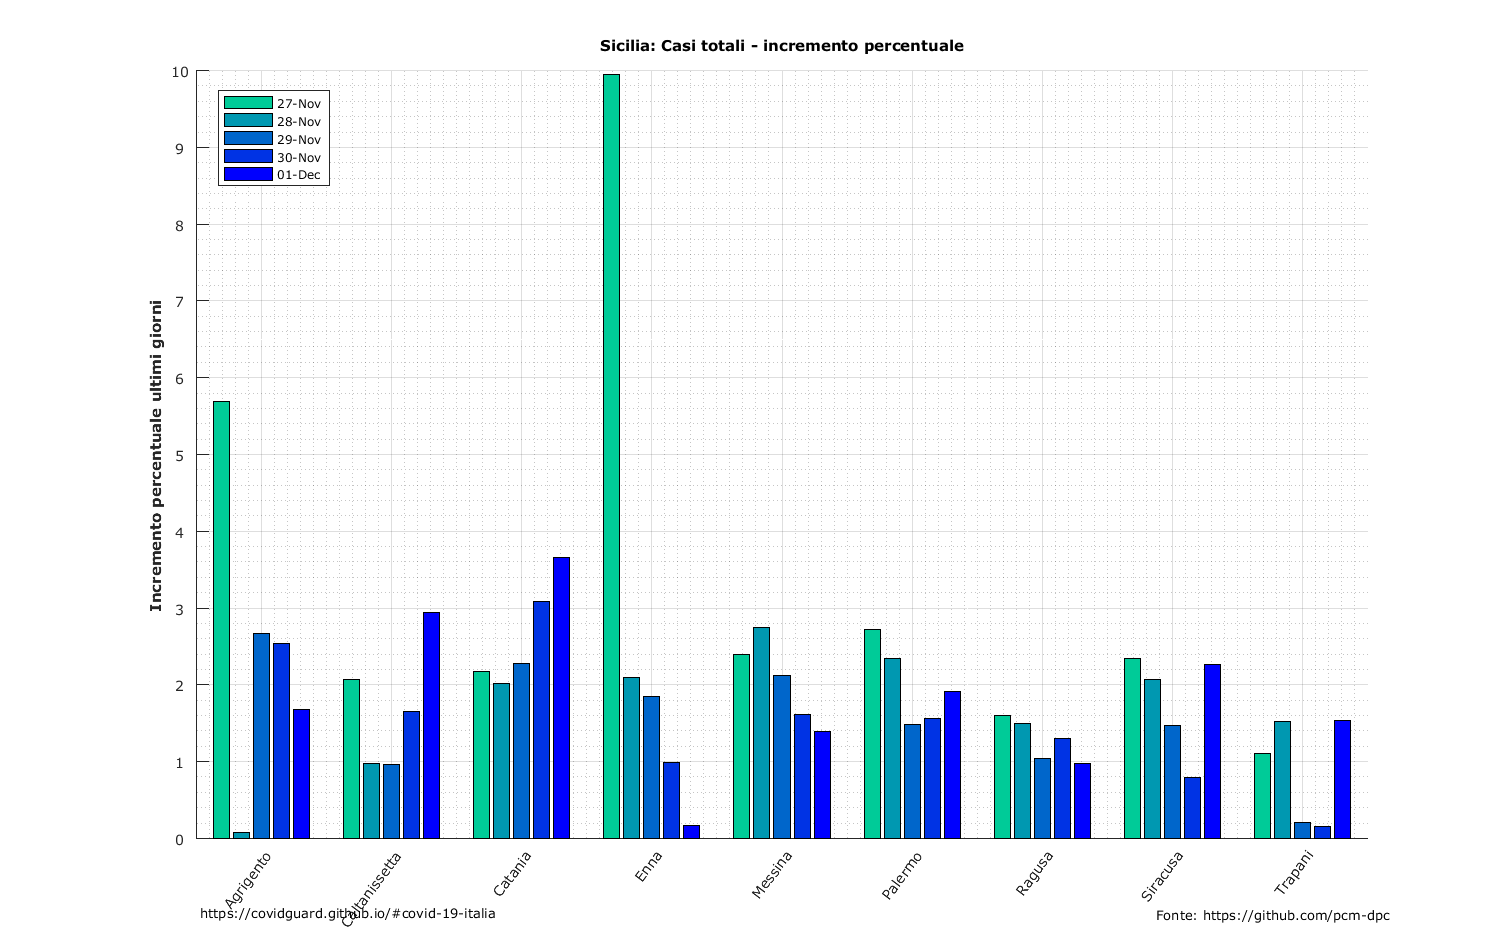 Sicilia: Casi totali - incremento percentuale
Incremento percentuale ultimi giorni
10
9
8
7
6
5
4
3
2
1
0
27-Nov
28-Nov
29-Nov
30-Nov
01-Dec
Agrigento
Caltanissetta
Catania
Enna
Messina
Palermo
Ragusa
Siracusa
Trapani
https://covidguard.github.io/#covid-19-italia
Fonte: https://github.com/pcm-dpc